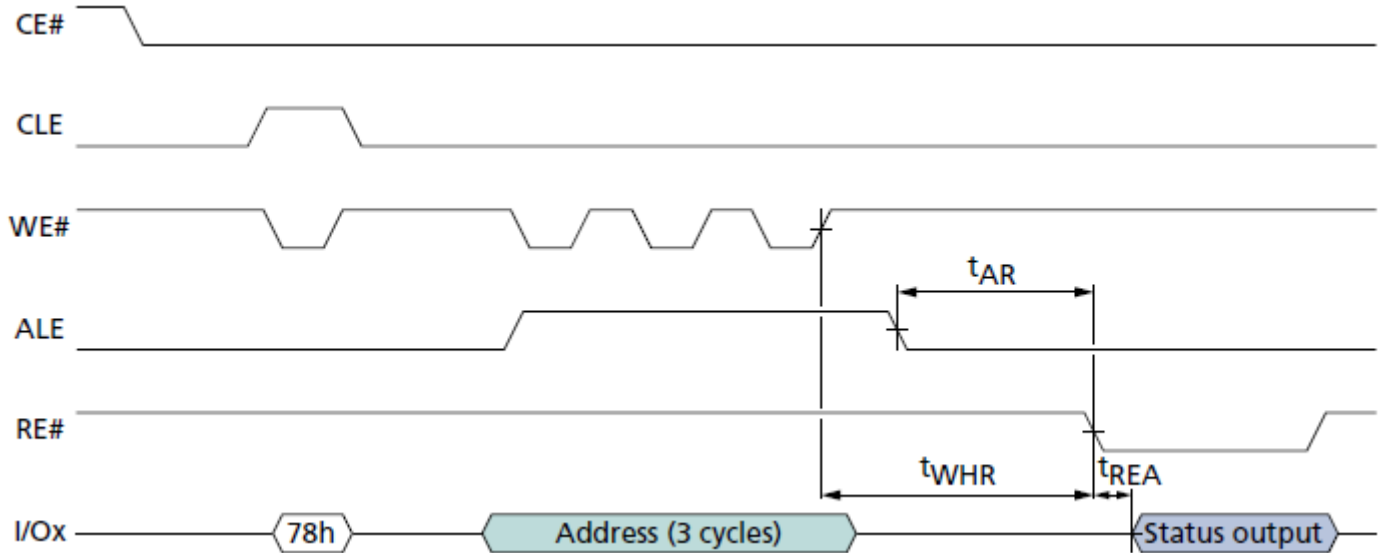 CE#
CLE
WE#
tAR
ALE
RE#
tWHR tREA
I/Ox 78h Address (3 cycles) Status output